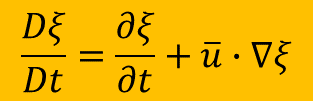 Dξ/Dt = ∂ξ/∂t + ū · ∇ξ